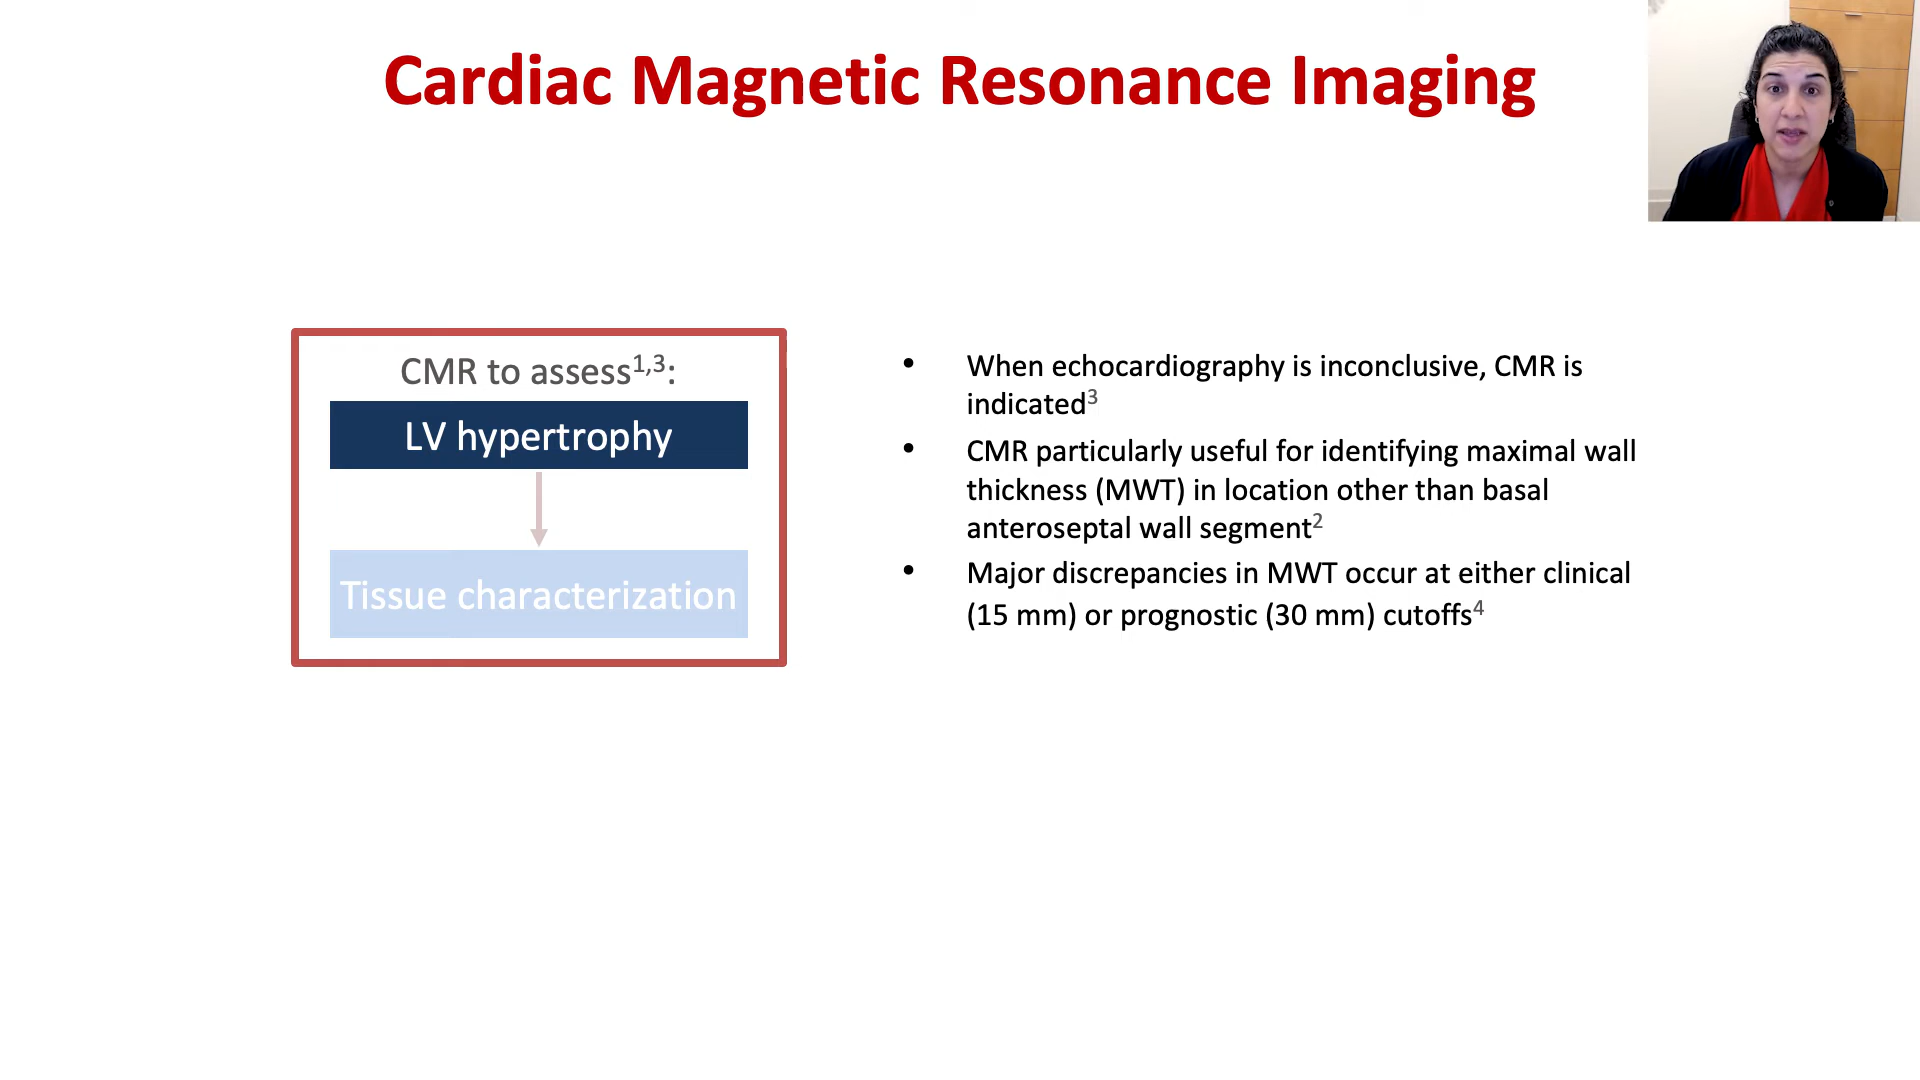 Cardiac Magnetic Resonance Imaging
CMR to assess1,3:
LV hypertrophy
Tissue characterization
• When echocardiography is inconclusive, CMR is
indicated3
• CMR particularly useful for identifying maximal wall
thickness (MWT) in location other than basal
anteroseptal wall segment2
• Major discrepancies in MWT occur at either clinical
(15 mm) or prognostic (30 mm) cutoffs4